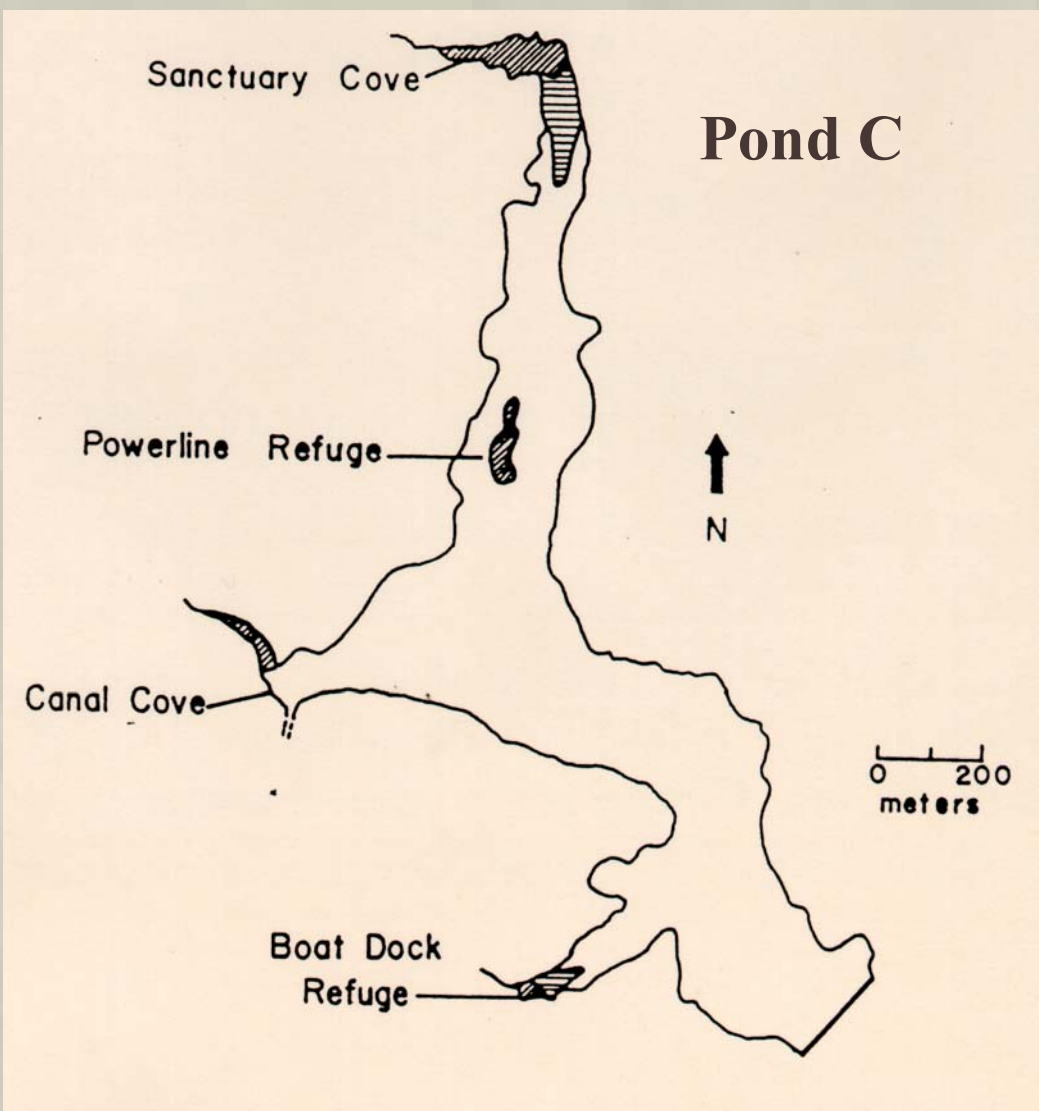 Sanctuary Cove
Pond C
Powerline Refuge
N
Canal Cove
0 200
meters
Boat Dock
Refuge